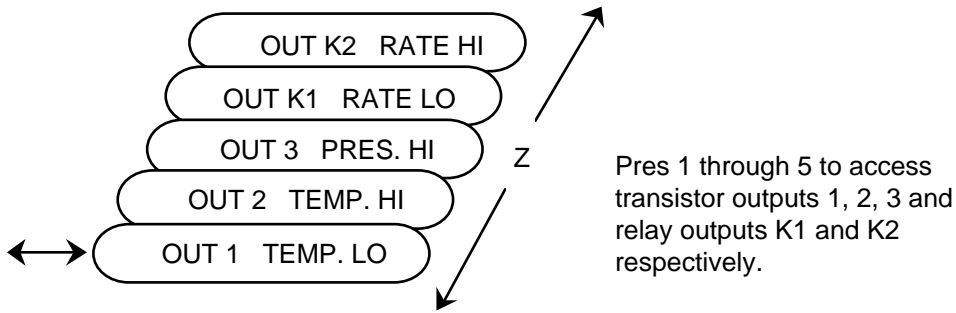 OUT K2 RATE HI
OUT K1 RATE LO
OUT 3 PRES. HI
OUT 2 TEMP. HI
OUT 1 TEMP. LO
Z
Pres 1 through 5 to access
transistor outputs 1, 2, 3 and
relay outputs K1 and K2
respectively.